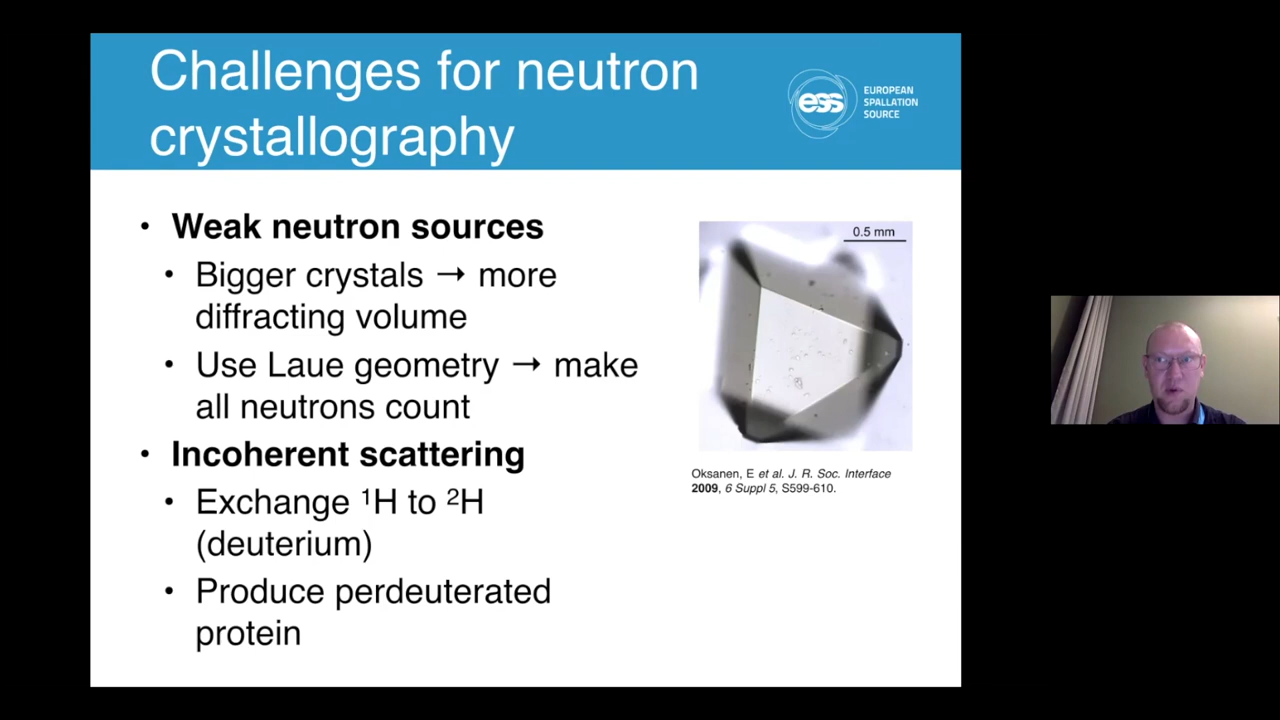 Challenges for neutron
crystallography
ess
EUROPEAN
SPALLATION
SOURCE
• Weak neutron sources
• Bigger crystals → more
diffracting volume
• Use Laue geometry → make
all neutrons count
• Incoherent scattering
• Exchange ¹H to ²H
(deuterium)
• Produce perdeuterated
protein
0.5 mm
Oksanen, E et al. J. R. Soc. Interface
2009, 6 Suppl 5, S599-610.